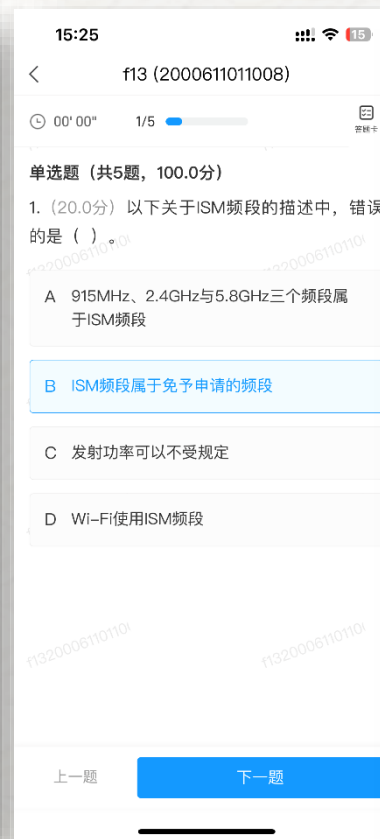 15:25
15
f13 (2000611011008)
00' 00"
1/5
答题卡
单选题（共5题，100.0分）
1.（20.0分）以下关于ISM频段的描述中，错误
的是（ ）。
A 915MHz、2.4GHz与5.8GHz三个频段属
于ISM频段
B ISM频段属于免予申请的频段
C 发射功率可以不受规定
D Wi-Fi使用ISM频段
上一题
下一题